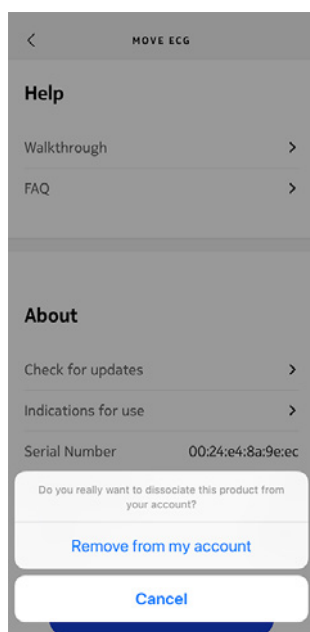 MOVE ECG
Help
Walkthrough
FAQ
About
Check for updates
Indications for use
Serial Number 00:24:e4:8a:9e:ec
Do you really want to dissociate this product from
your account?
Remove from my account
Cancel